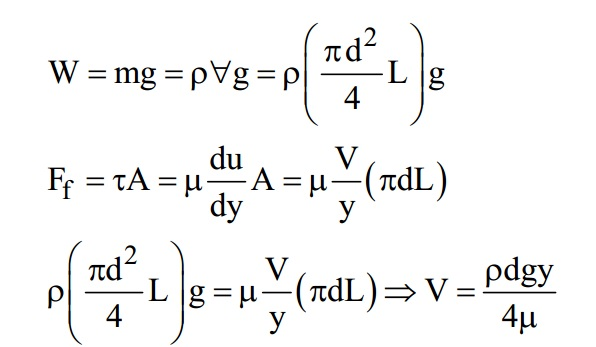 W = mg = ρ∀g = ρ(πd²/4 L)g
F_f = τA = μ du/dy A = μ V/y (πdL)
ρ(πd²/4 L)g = μ V/y (πdL) ⇒ V = ρdgy/4μ